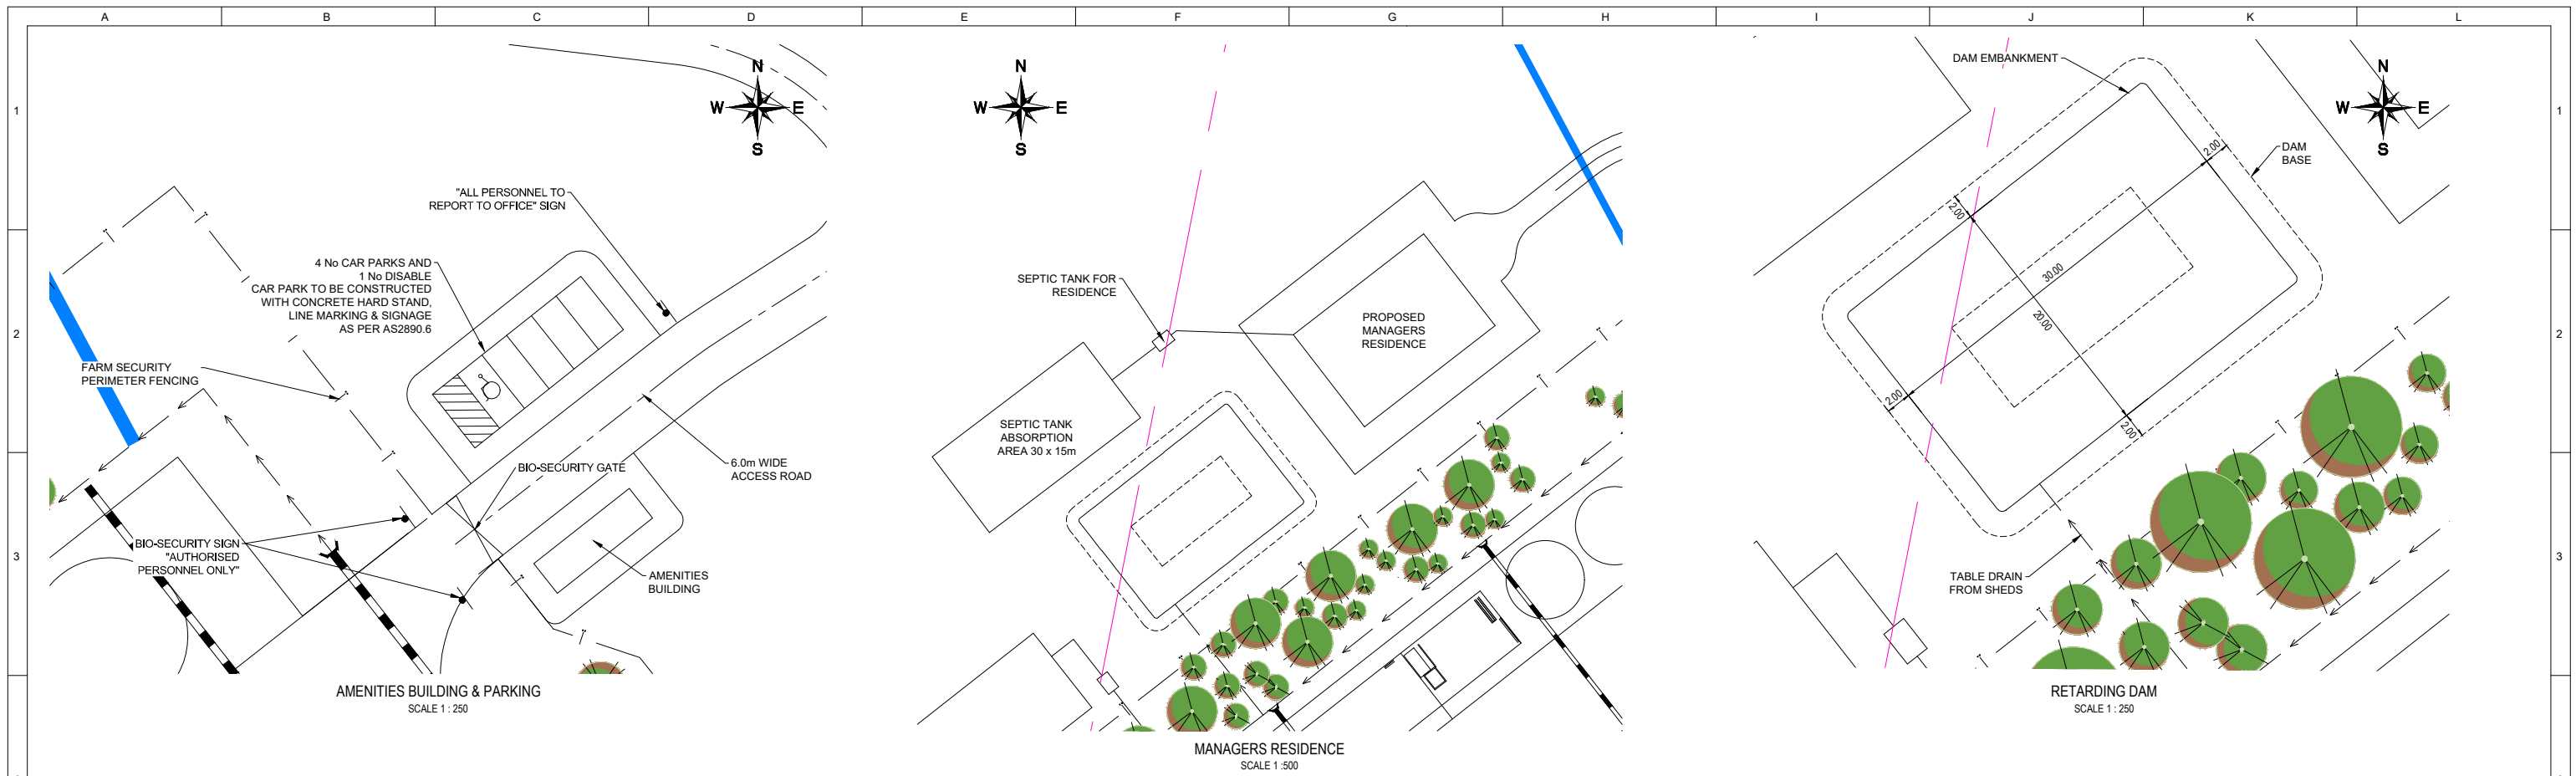 A B C D E F G H I J K L
1
2
3
N
W E
S
"ALL PERSONNEL TO
REPORT TO OFFICE" SIGN
4 No CAR PARKS AND
1 No DISABLE
CAR PARK TO BE CONSTRUCTED
WITH CONCRETE HARD STAND,
LINE MARKING & SIGNAGE
AS PER AS2890.6
FARM SECURITY
PERIMETER FENCING
BIO-SECURITY GATE
6.0m WIDE
ACCESS ROAD
BIO-SECURITY SIGN
"AUTHORISED
PERSONNEL ONLY"
AMENITIES
BUILDING
AMENITIES BUILDING & PARKING
SCALE 1 : 250
N
W E
S
SEPTIC TANK FOR
RESIDENCE
PROPOSED
MANAGERS
RESIDENCE
SEPTIC TANK
ABSORPTION
AREA 30 x 15m
MANAGERS RESIDENCE
SCALE 1 :500
DAM EMBANKMENT
N
W E
S
DAM
BASE
2.00
2.00
30.00
20.00
2.00
2.00
TABLE DRAIN
FROM SHEDS
RETARDING DAM
SCALE 1 : 250
1
2
3